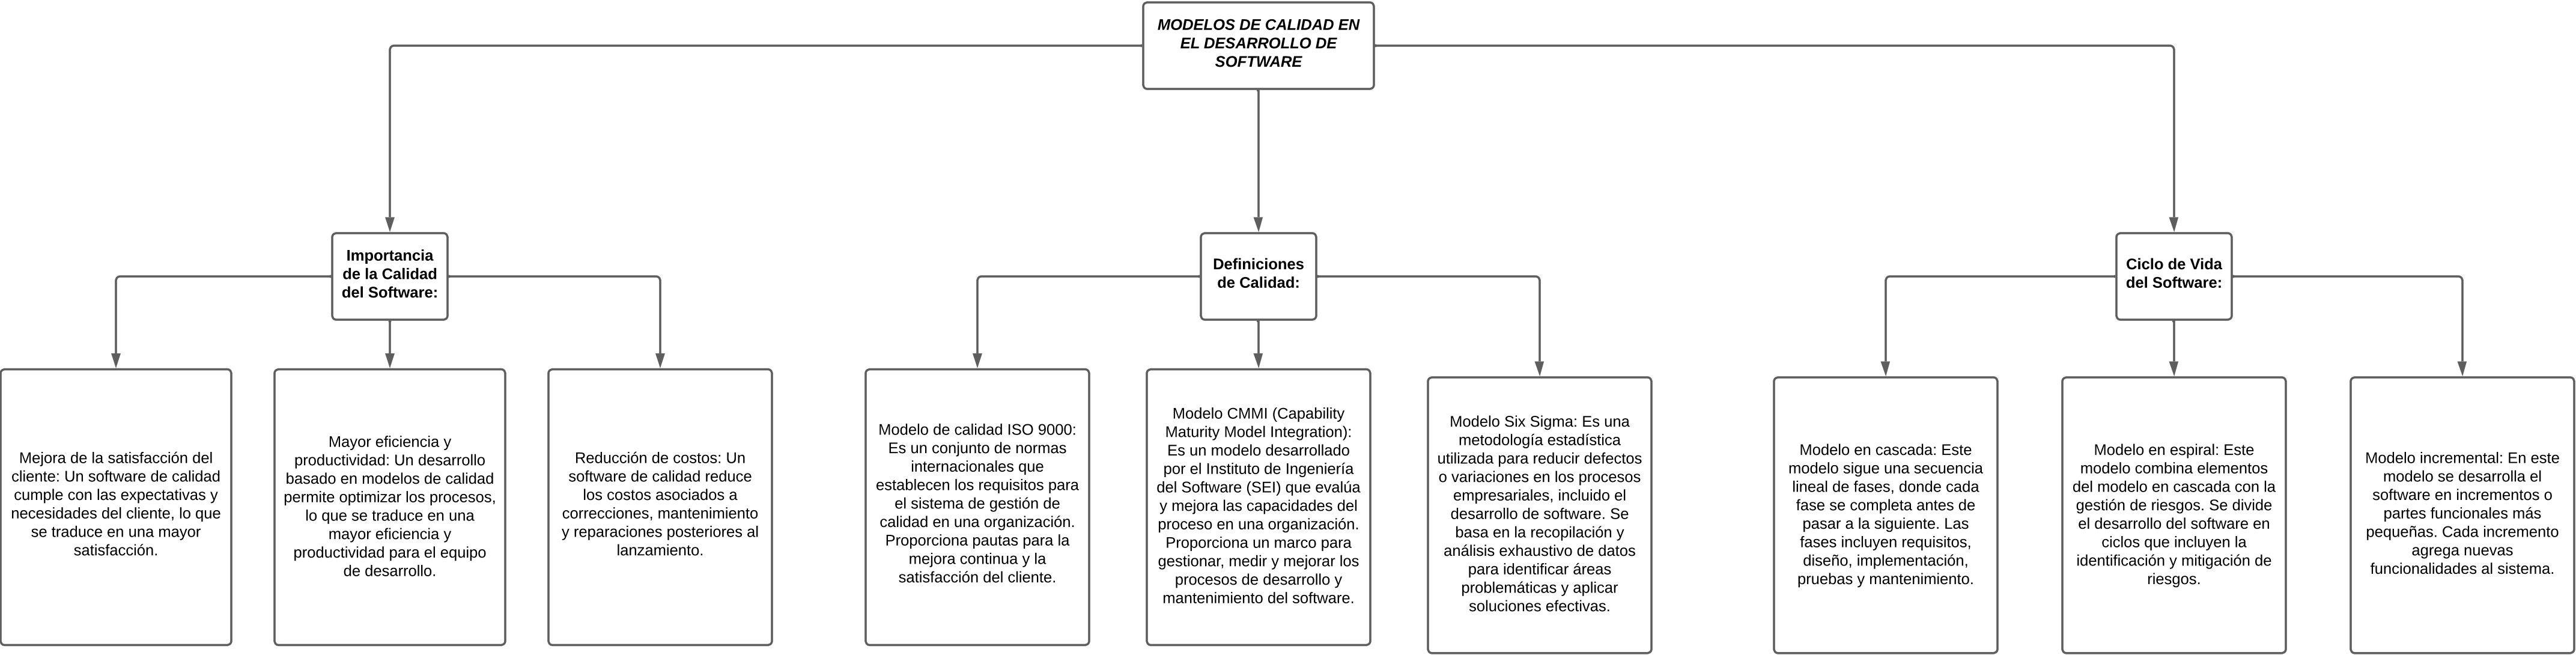 MODELOS DE CALIDAD EN
EL DESARROLLO DE
SOFTWARE
Importancia
de la Calidad
del Software:
Definiciones
de Calidad:
Ciclo de Vida
del Software:
Mejora de la satisfacción del
cliente: Un software de calidad
cumple con las expectativas y
necesidades del cliente, lo que
se traduce en una mayor
satisfacción.
Mayor eficiencia y
productividad: Un desarrollo
basado en modelos de calidad
permite optimizar los procesos,
lo que se traduce en una
mayor eficiencia y
productividad para el equipo
de desarrollo.
Reducción de costos: Un
software de calidad reduce
los costos asociados a
correcciones, mantenimiento
y reparaciones posteriores al
lanzamiento.
Modelo de calidad ISO 9000:
Es un conjunto de normas
internacionales que
establecen los requisitos para
el sistema de gestión de
calidad en una organización.
Proporciona pautas para la
mejora continua y la
satisfacción del cliente.
Modelo CMMI (Capability
Maturity Model Integration):
Es un modelo desarrollado
por el Instituto de Ingeniería
del Software (SEI) que evalúa
y mejora las capacidades del
proceso en una organización.
Proporciona un marco para
gestionar, medir y mejorar los
procesos de desarrollo y
mantenimiento del software.
Modelo Six Sigma: Es una
metodología estadística
utilizada para reducir defectos
o variaciones en los procesos
empresariales, incluido el
desarrollo de software. Se
basa en la recopilación y
análisis exhaustivo de datos
para identificar áreas
problemáticas y aplicar
soluciones efectivas.
Modelo en cascada: Este
modelo sigue una secuencia
lineal de fases, donde cada
fase se completa antes de
pasar a la siguiente. Las
fases incluyen requisitos,
diseño, implementación,
pruebas y mantenimiento.
Modelo en espiral: Este
modelo combina elementos
del modelo en cascada con la
gestión de riesgos. Se divide
el desarrollo del software en
ciclos que incluyen la
identificación y mitigación de
riesgos.
Modelo incremental: En este
modelo se desarrolla el
software en incrementos o
partes funcionales más
pequeñas. Cada incremento
agrega nuevas
funcionalidades al sistema.